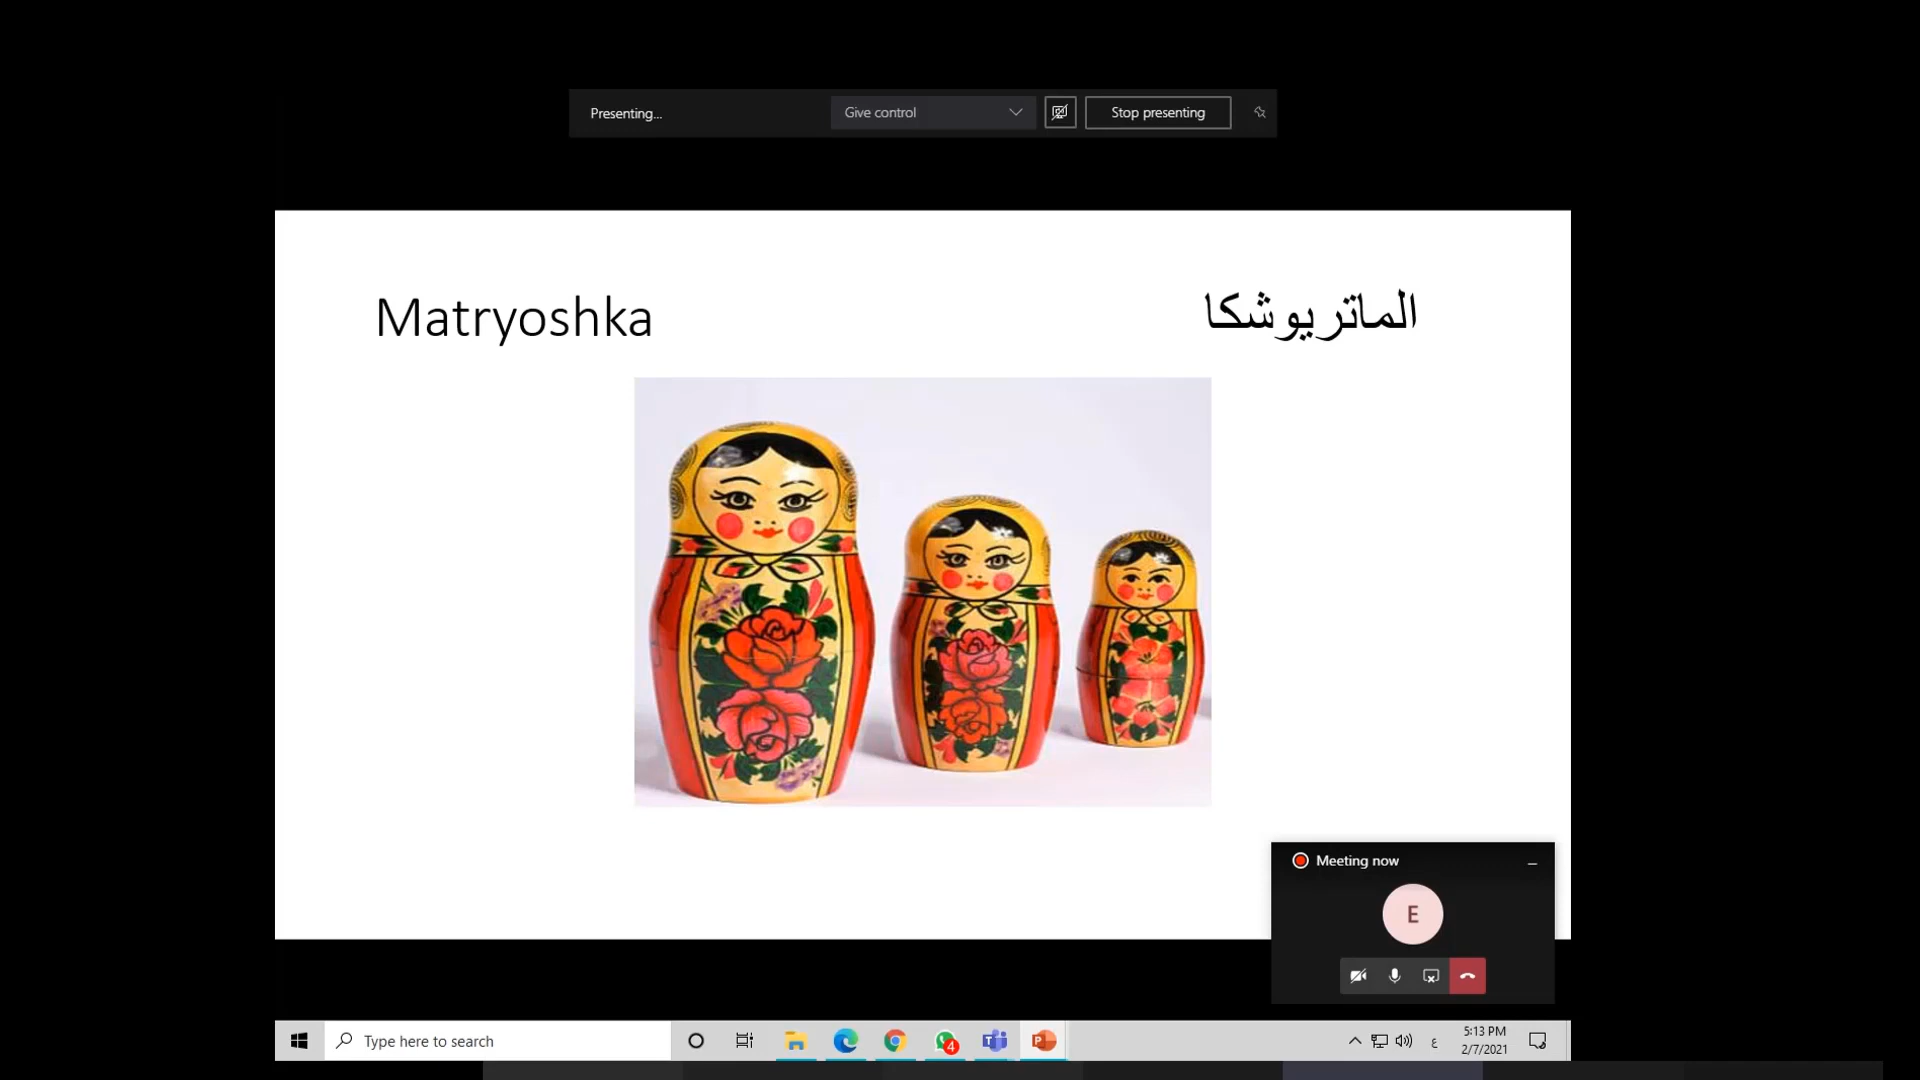 Presenting...
Give control
Stop presenting
Matryoshka
الماتريوشكا
Meeting now
E
Type here to search
4
ع
5:13 PM
2/7/2021